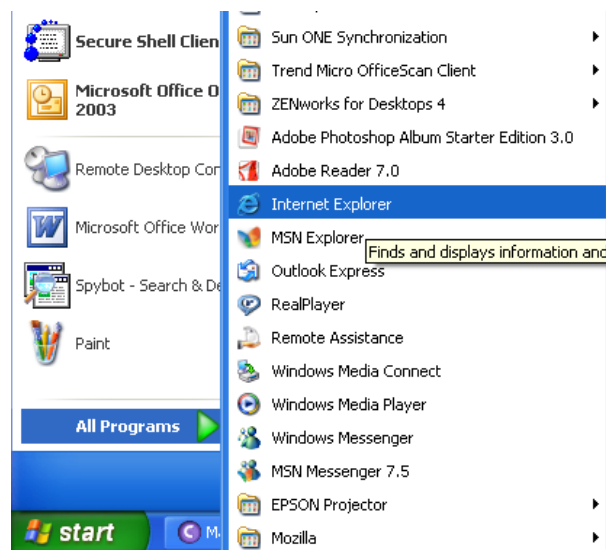 Secure Shell Clien
Microsoft Office O
2003
Remote Desktop Con
Microsoft Office Wor
Spybot - Search & De
Paint
All Programs
start
M
Sun ONE Synchronization
Trend Micro OfficeScan Client
ZENworks for Desktops 4
Adobe Photoshop Album Starter Edition 3.0
Adobe Reader 7.0
Internet Explorer
MSN Explorer
Finds and displays information and
Outlook Express
RealPlayer
Remote Assistance
Windows Media Connect
Windows Media Player
Windows Messenger
MSN Messenger 7.5
EPSON Projector
Mozilla